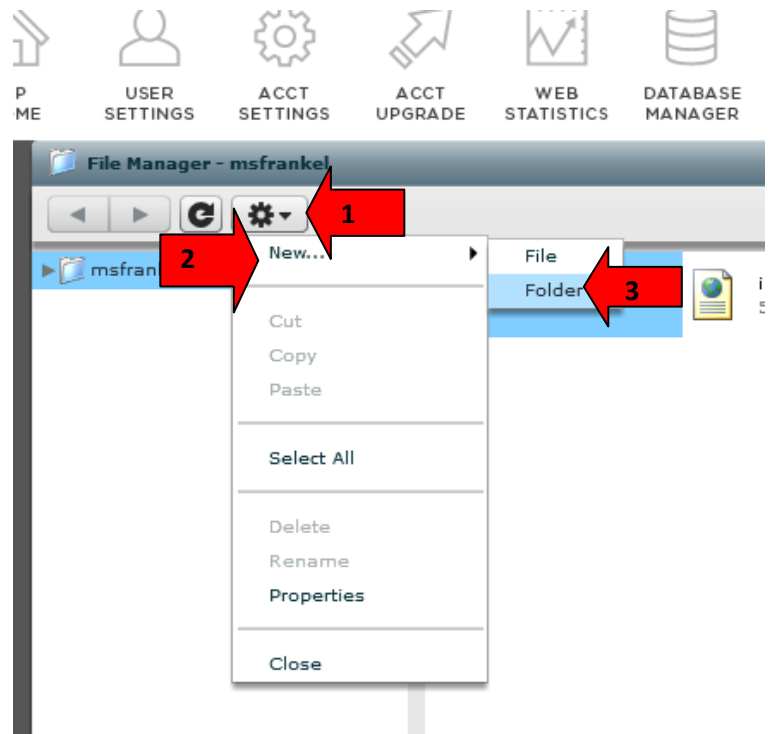 USER ACCT ACCT WEB DATABASE
SETTINGS SETTINGS UPGRADE STATISTICS MANAGER
File Manager - msfrankel
1
2
New...
File
msfran
Folder
3
Cut
Copy
Paste
Select All
Delete
Rename
Properties
Close